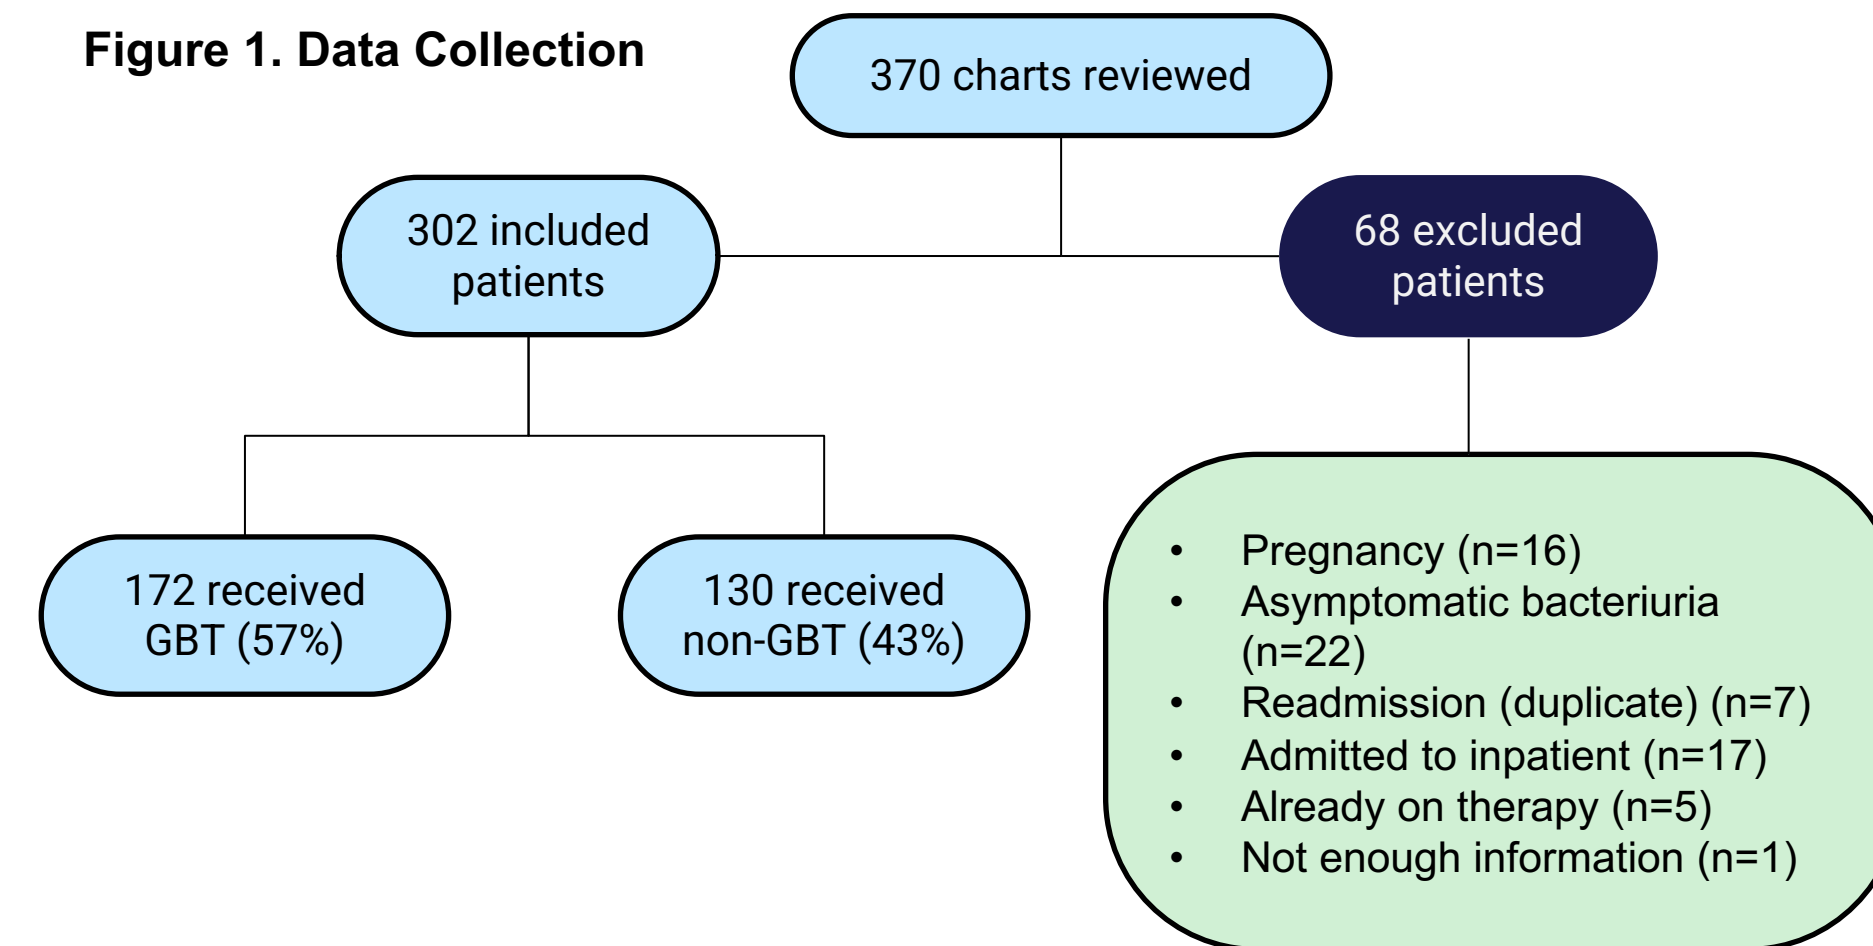 Figure 1. Data Collection
370 charts reviewed
302 included
patients
68 excluded
patients
172 received
GBT (57%)
130 received
non-GBT (43%)
• Pregnancy (n=16)
• Asymptomatic bacteriuria
(n=22)
• Readmission (duplicate) (n=7)
• Admitted to inpatient (n=17)
• Already on therapy (n=5)
• Not enough information (n=1)